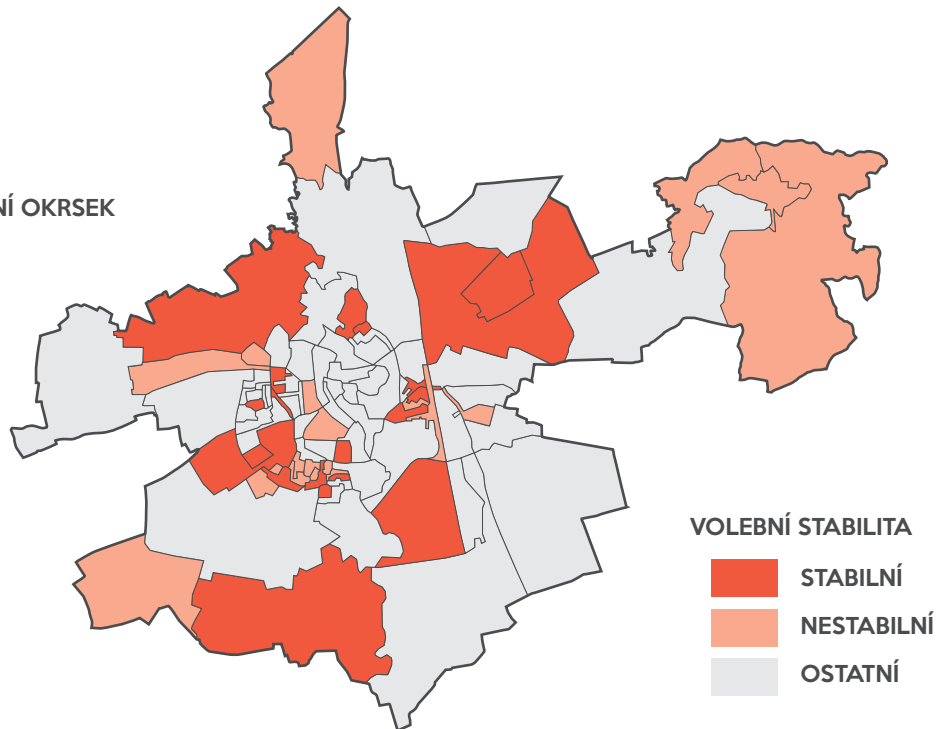 NÍ OKRSEK
VOLEBNÍ STABILITA
STABILNÍ
NESTABILNÍ
OSTATNÍ